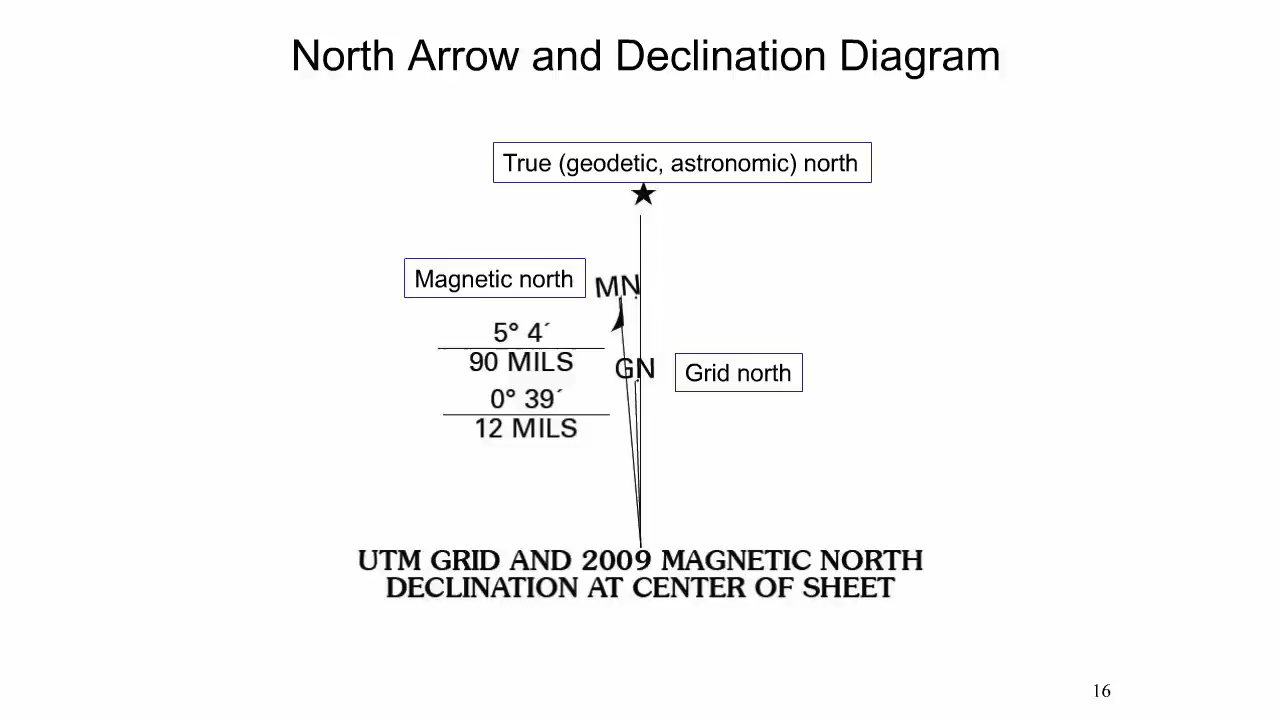 North Arrow and Declination Diagram
True (geodetic, astronomic) north
Magnetic north
MN
5° 4´
90 MILS
GN
Grid north
0° 39´
12 MILS
UTM GRID AND 2009 MAGNETIC NORTH
DECLINATION AT CENTER OF SHEET
16